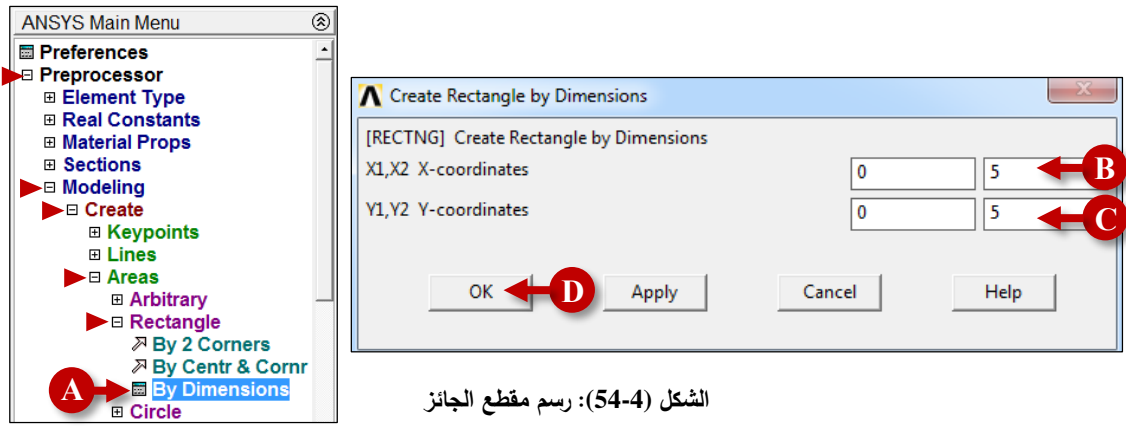 ANSYS Main Menu
Preferences
Preprocessor
Element Type
Real Constants
Material Props
Sections
Modeling
Create
Keypoints
Lines
Areas
Arbitrary
Rectangle
By 2 Corners
By Centr & Cornr
A By Dimensions
Circle
Create Rectangle by Dimensions
[RECTNG] Create Rectangle by Dimensions
X1,X2 X-coordinates 0 5 B
Y1,Y2 Y-coordinates 0 5 C
OK D Apply Cancel Help
الشكل (4-54): رسم مقطع الجائز